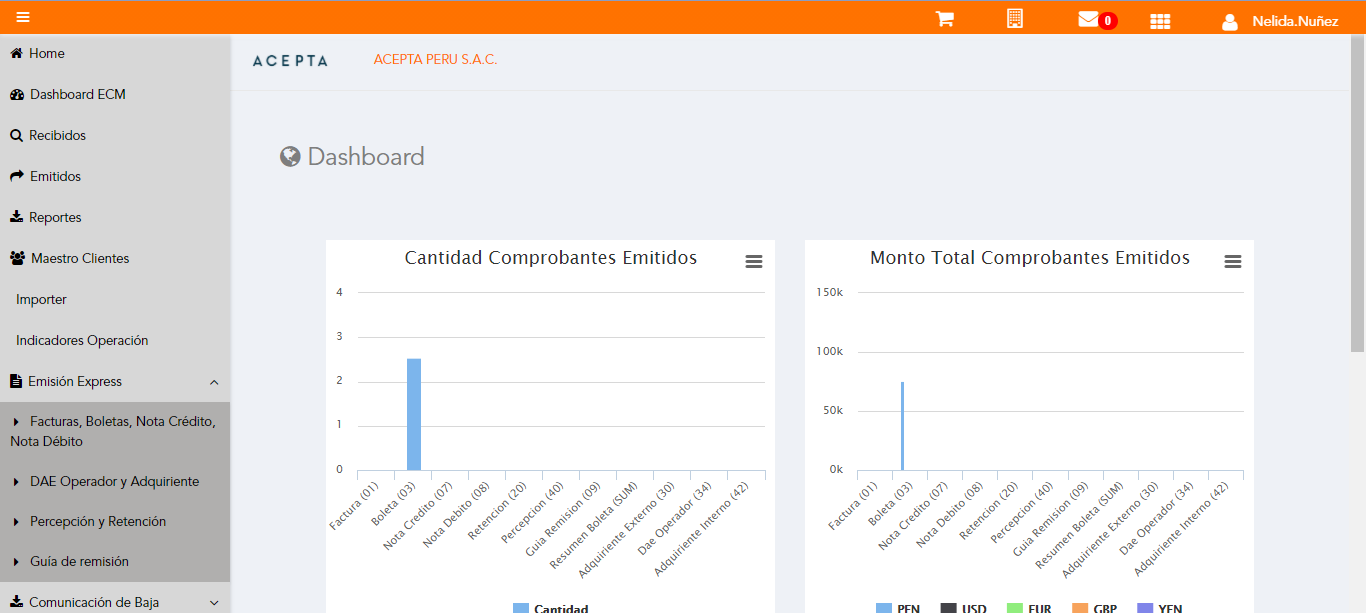 0
Nelida.Nuñez
Home
Dashboard ECM
Recibidos
Emitidos
Reportes
Maestro Clientes
Importer
Indicadores Operación
Emisión Express
Facturas, Boletas, Nota Crédito,
Nota Débito
DAE Operador y Adquiriente
Percepción y Retención
Guía de remisión
Comunicación de Baja
ACEPTA
ACEPTA PERU S.A.C.
Dashboard
Cantidad Comprobantes Emitidos
4
3
2
1
0
Factura (01)
Boleta (03)
Nota Credito (07)
Nota Debito (08)
Retencion (20)
Percepcion (40)
Guia Remision (09)
Resumen Boleta (SUM)
Adquiriente Externo (30)
Dae Operador (34)
Adquiriente Interno (42)
Cantidad
Monto Total Comprobantes Emitidos
150k
100k
50k
0k
Factura (01)
Boleta (03)
Nota Credito (07)
Nota Debito (08)
Retencion (20)
Percepcion (40)
Guia Remision (09)
Resumen Boleta (SUM)
Adquiriente Externo (30)
Dae Operador (34)
Adquiriente Interno (42)
PEN USD EUR GBP YEN